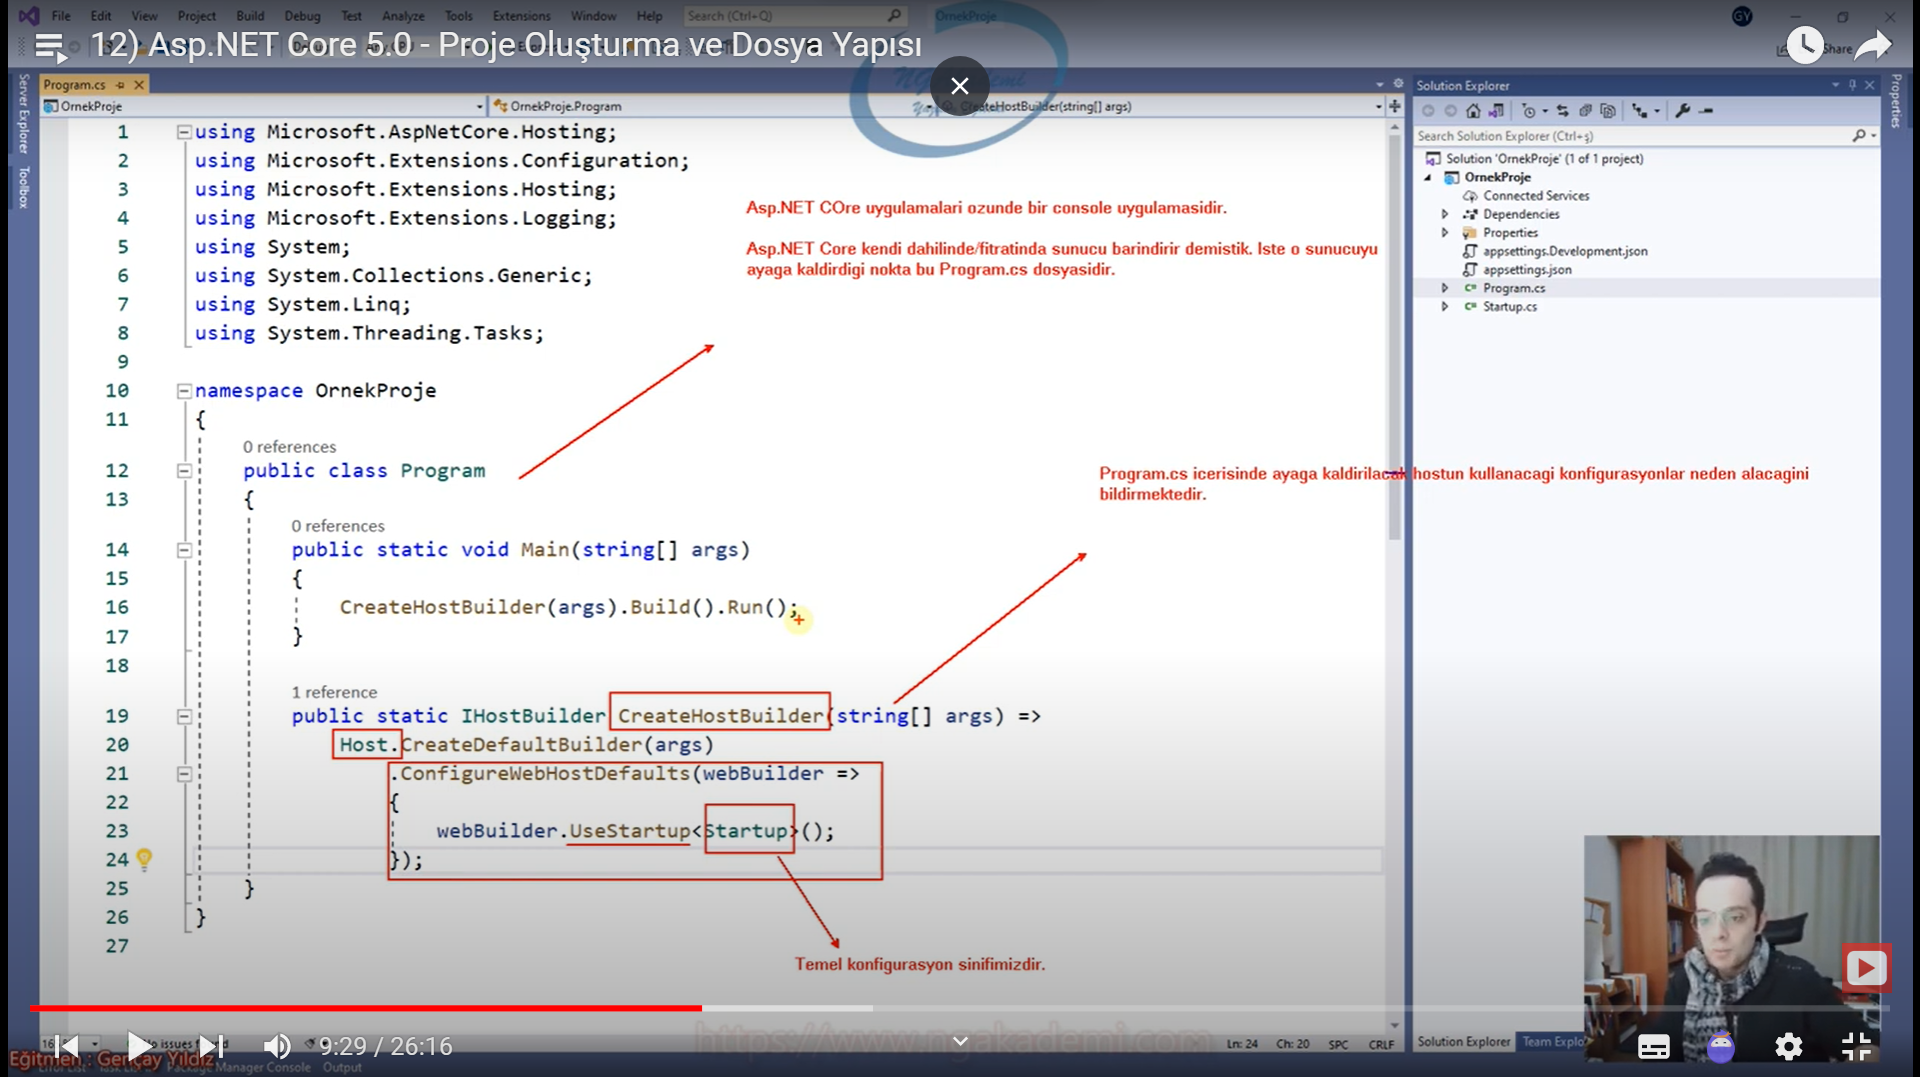 File Edit View Project Build Debug Test Analyze Tools Extensions Window Help Search (Ctrl+Q) OrnekProje GY
12) Asp.NET Core 5.0 - Proje Oluşturma ve Dosya Yapısı
Share
Server Explorer
Toolbox
Program.cs
OrnekProje
OrnekProje.Program
CreateHostBuilder(string[] args)
1 using Microsoft.AspNetCore.Hosting;
2 using Microsoft.Extensions.Configuration;
3 using Microsoft.Extensions.Hosting;
4 using Microsoft.Extensions.Logging;
5 using System;
6 using System.Collections.Generic;
7 using System.Linq;
8 using System.Threading.Tasks;
9
10 namespace OrnekProje
11 {
0 references
12 public class Program
13 {
0 references
14 public static void Main(string[] args)
15 {
16 CreateHostBuilder(args).Build().Run();
17 }
18
1 reference
19 public static IHostBuilder CreateHostBuilder(string[] args) =>
20 Host.CreateDefaultBuilder(args)
21 .ConfigureWebHostDefaults(webBuilder =>
22 {
23 webBuilder.UseStartup<Startup>();
24 });
25 }
26 }
27
Asp.NET COre uygulamalari ozunde bir console uygulamasidir.
Asp.NET Core kendi dahilinde/fitratinda sunucu barindirir demistik. Iste o sunucuyu
ayaga kaldirdigi nokta bu Program.cs dosyasidir.
Program.cs icerisinde ayaga kaldirilacak hostun kullanacagi konfigurasyonlar neden alacagini
bildirmektedir.
Temel konfigurasyon sinifimizdir.
Solution Explorer
Search Solution Explorer (Ctrl+ş)
Solution 'OrnekProje' (1 of 1 project)
OrnekProje
Connected Services
Dependencies
Properties
appsettings.Development.json
appsettings.json
Program.cs
Startup.cs
Properties
https://www.ngakademi.com
9:29 / 26:16
Ln: 24 Ch: 20 SPC CRLF
Solution Explorer Team Explo
Eğitmen : Gençay Yıldız
Package Manager Console Output